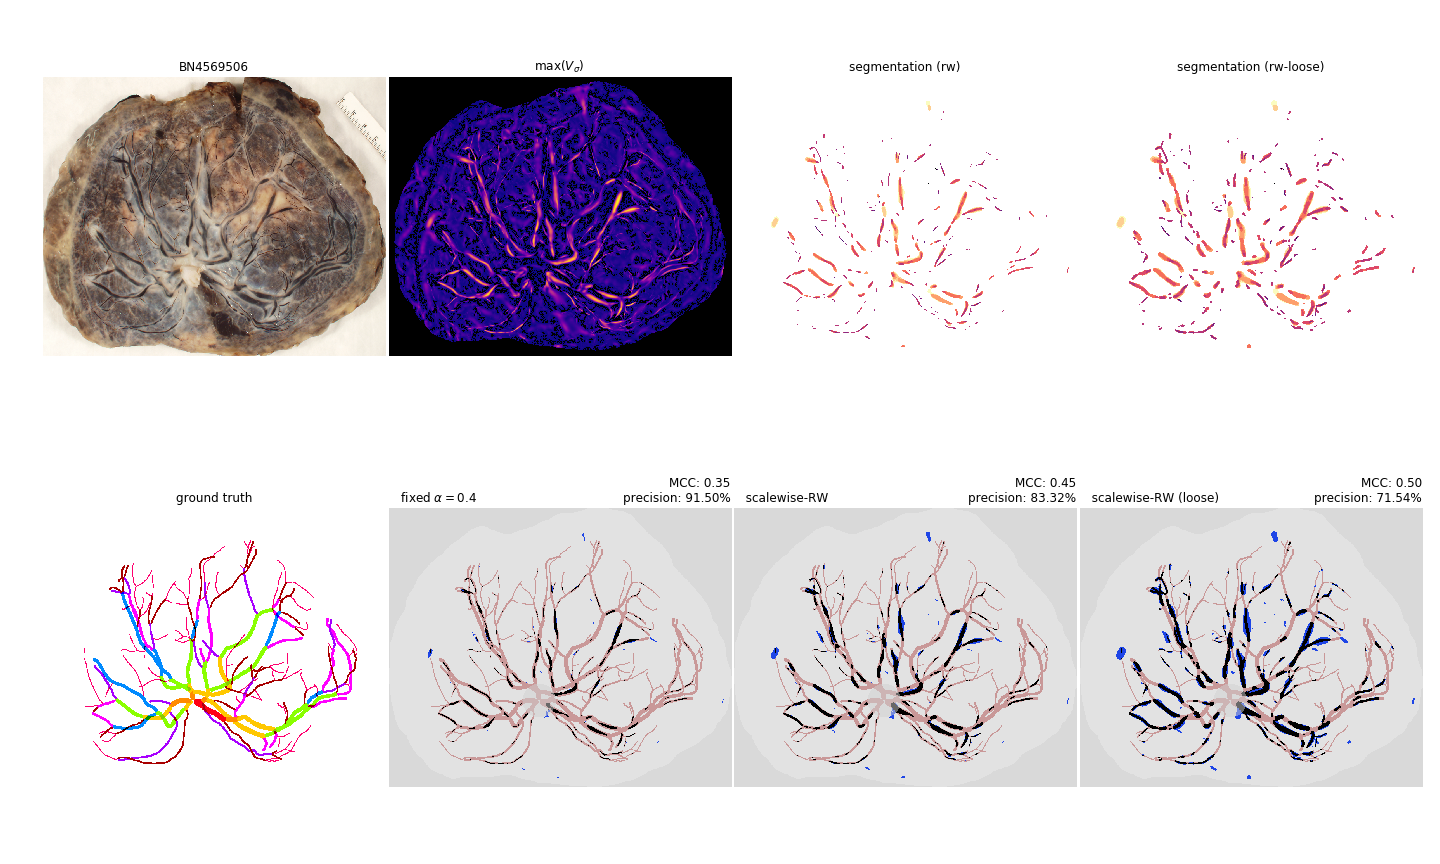 BN4569506
max(V_σ)
segmentation (rw)
segmentation (rw-loose)
ground truth
fixed α = 0.4
MCC: 0.35
precision: 91.50%
scalewise-RW
MCC: 0.45
precision: 83.32%
scalewise-RW (loose)
MCC: 0.50
precision: 71.54%